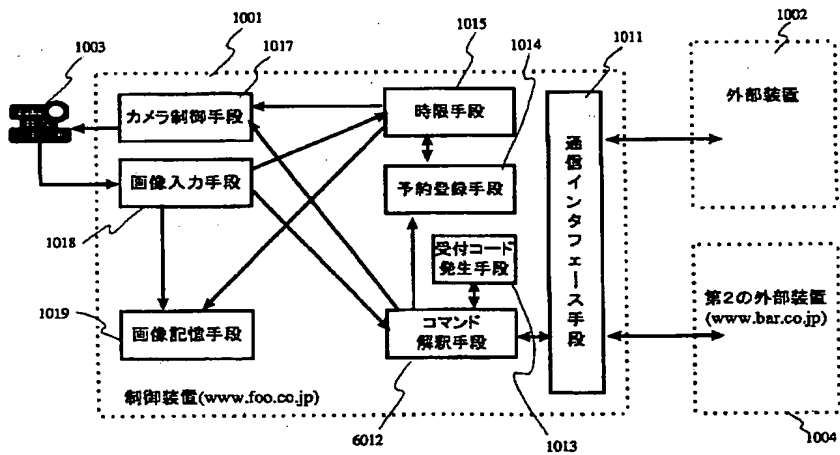 1001
1017
1015
1014
1011
1002
1003
カメラ制御手段
時限手段
外部装置
画像入力手段
予約登録手段
通信インタフェース手段
1018
受付コード
発生手段
第2の外部装置
(www.bar.co.jp)
1019
画像記憶手段
コマンド
解釈手段
制御装置(www.foo.co.jp)
6012
1013
1004